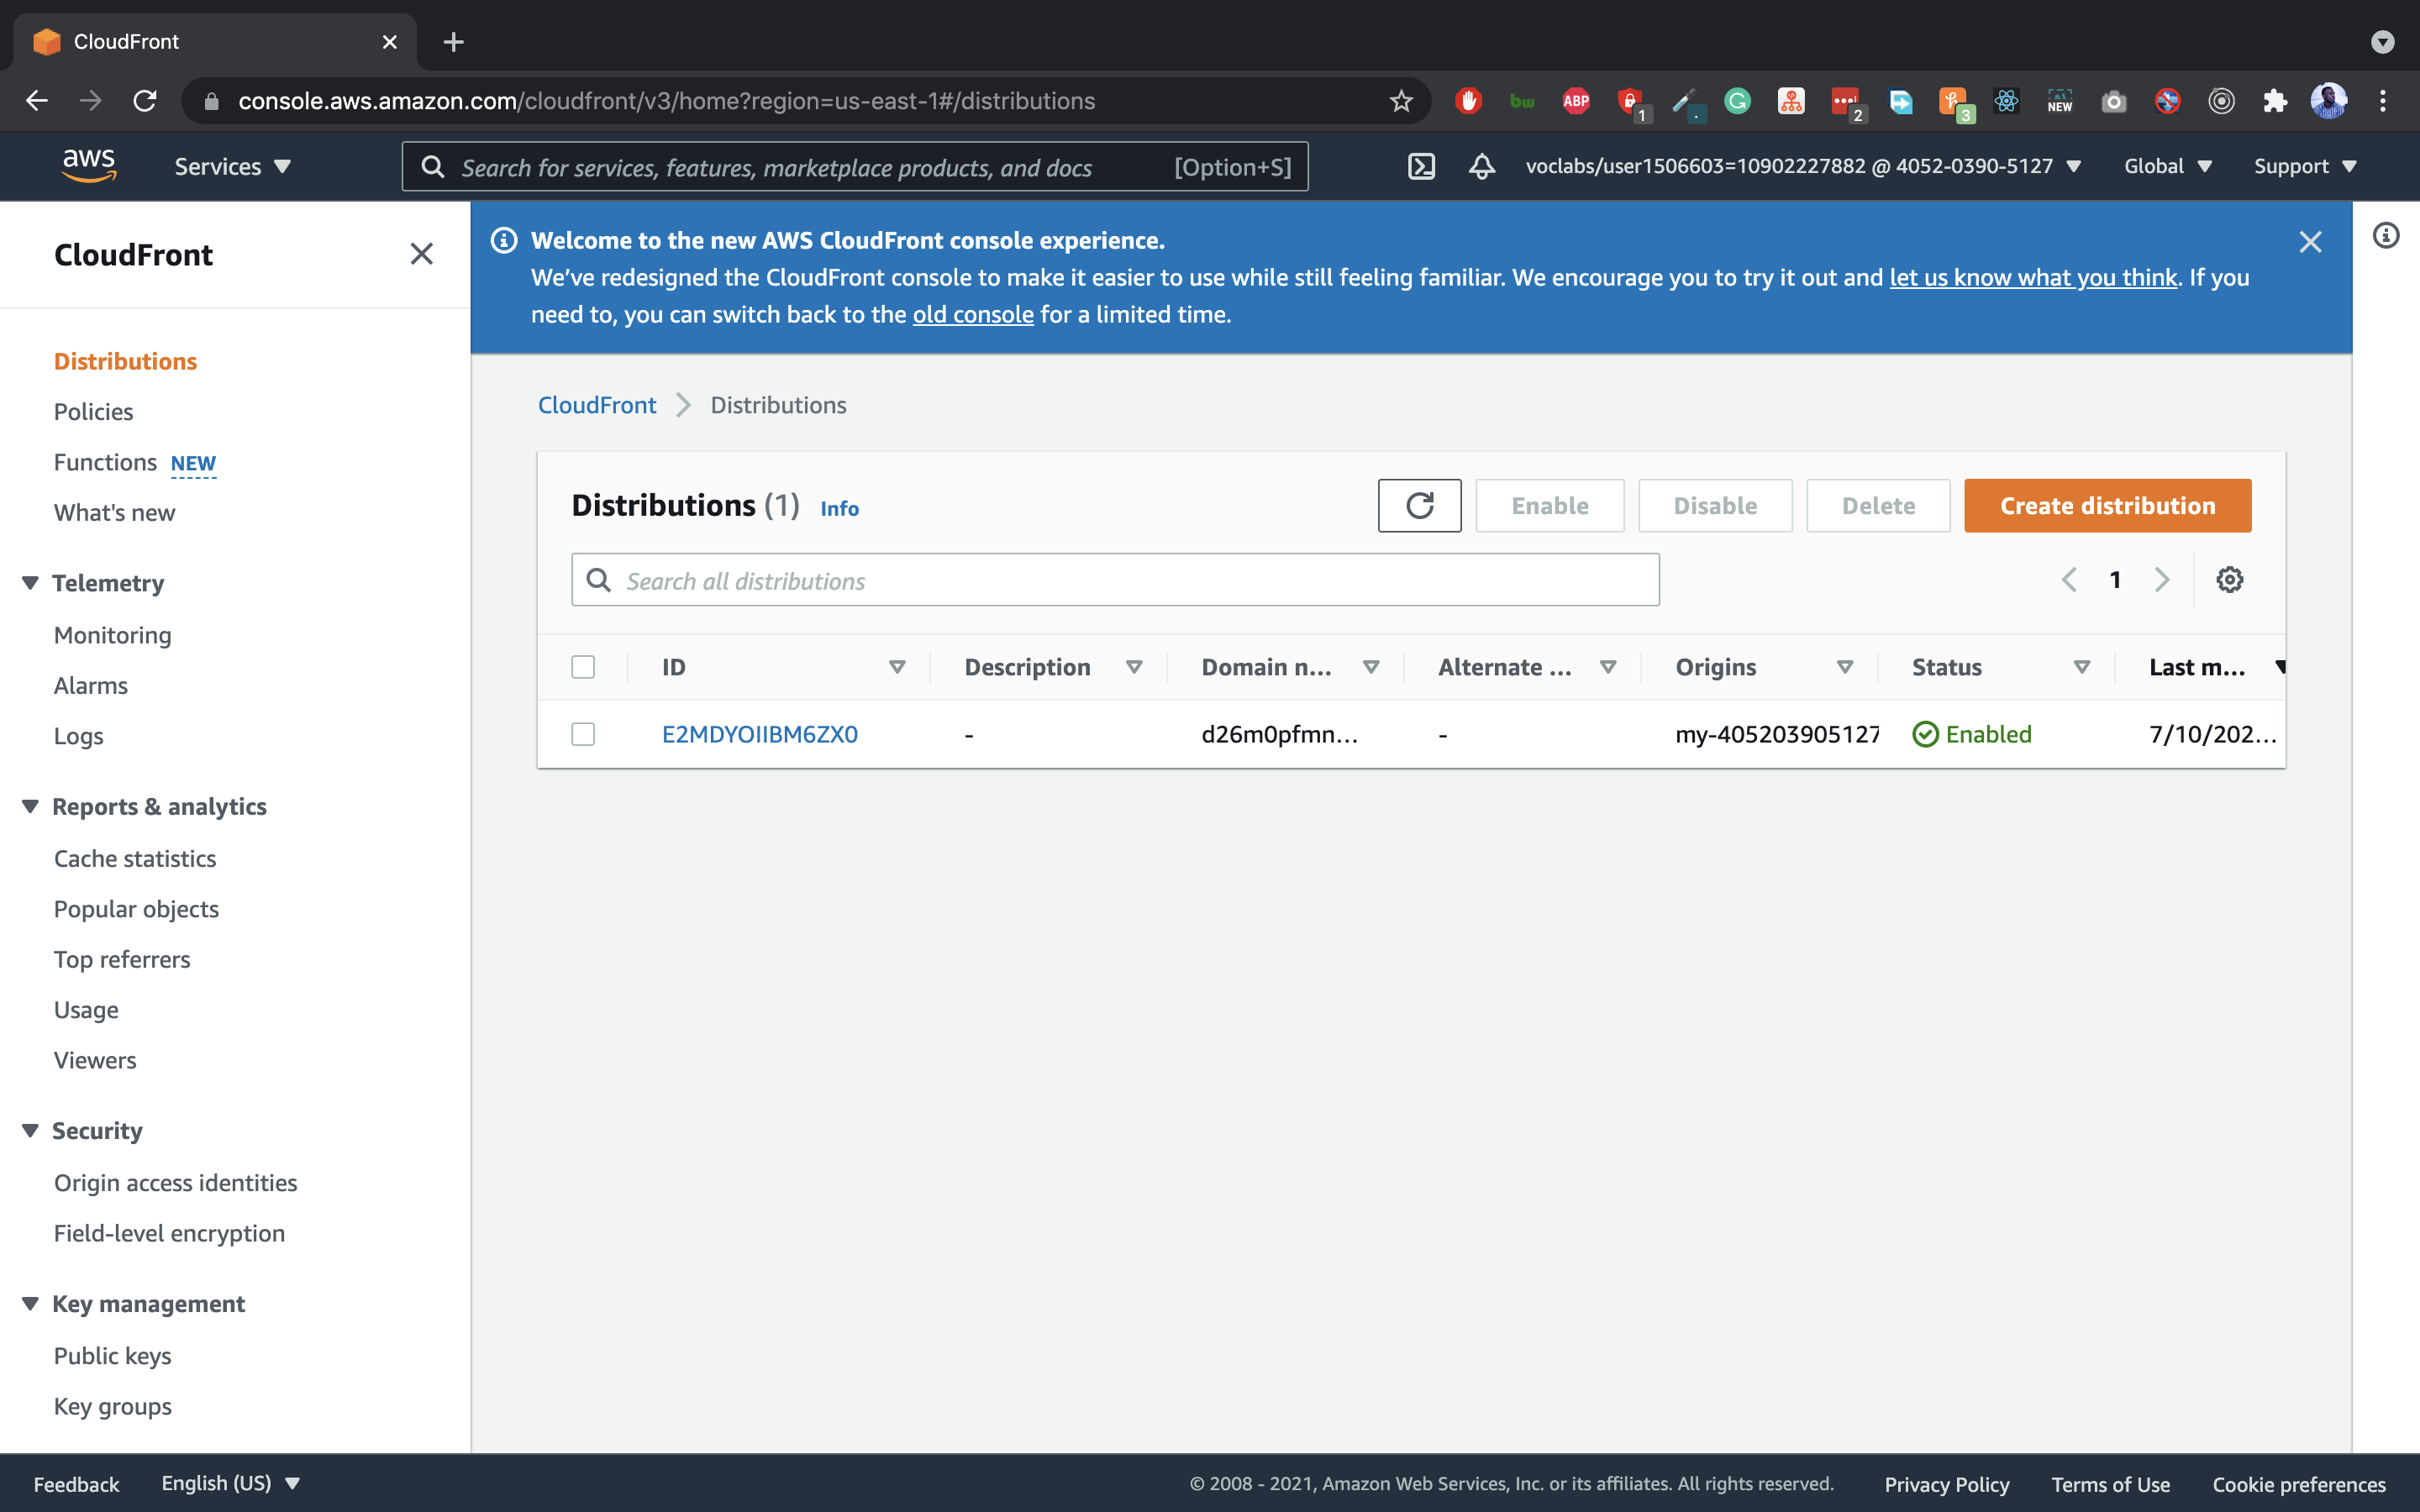 CloudFront
console.aws.amazon.com/cloudfront/v3/home?region=us-east-1#/distributions
bw ABP 1 . 2 3 NEW
aws Services Search for services, features, marketplace products, and docs [Option+S] voclabs/user1506603=10902227882 @ 4052-0390-5127 Global Support
CloudFront
Distributions
Policies
Functions NEW
What's new
Telemetry
Monitoring
Alarms
Logs
Reports & analytics
Cache statistics
Popular objects
Top referrers
Usage
Viewers
Security
Origin access identities
Field-level encryption
Key management
Public keys
Key groups
Welcome to the new AWS CloudFront console experience.
We’ve redesigned the CloudFront console to make it easier to use while still feeling familiar. We encourage you to try it out and let us know what you think. If you
need to, you can switch back to the old console for a limited time.
CloudFront Distributions
Distributions (1) Info Enable Disable Delete Create distribution
Search all distributions 1
ID Description Domain n... Alternate ... Origins Status Last m...
E2MDYOIIBM6ZX0 - d26m0pfmn... - my-405203905127 Enabled 7/10/202...
Feedback English (US) © 2008 - 2021, Amazon Web Services, Inc. or its affiliates. All rights reserved. Privacy Policy Terms of Use Cookie preferences